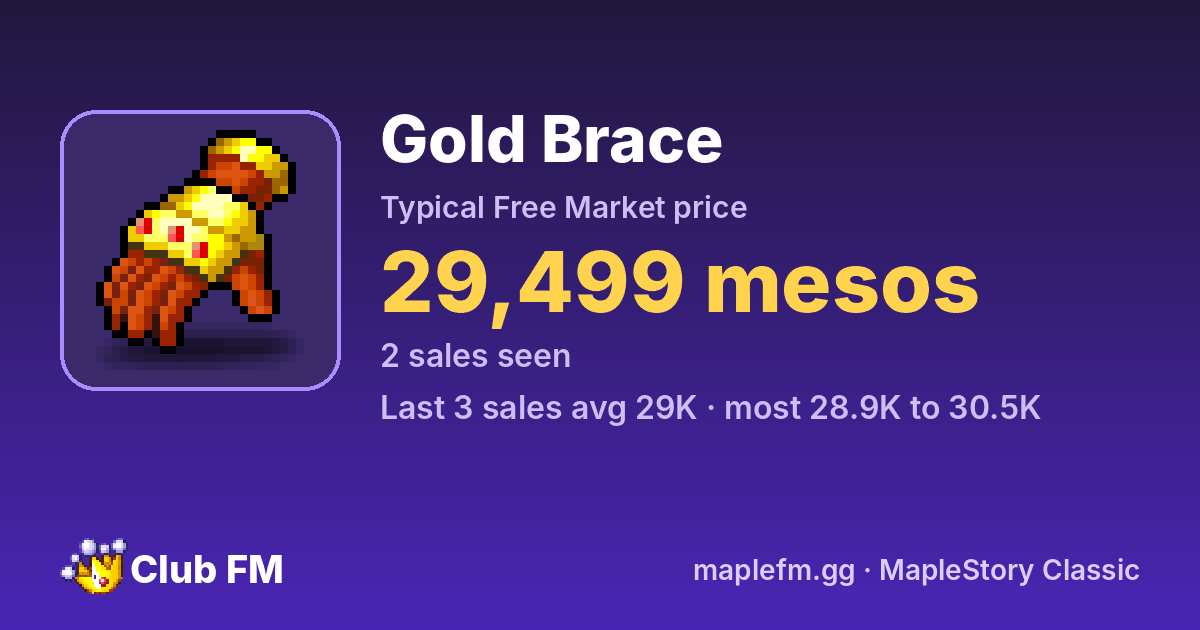 Gold Brace
Typical Free Market price
29,499 mesos
2 sales seen
Last 3 sales avg 29K · most 28.9K to 30.5K
Club FM
maplefm.gg · MapleStory Classic